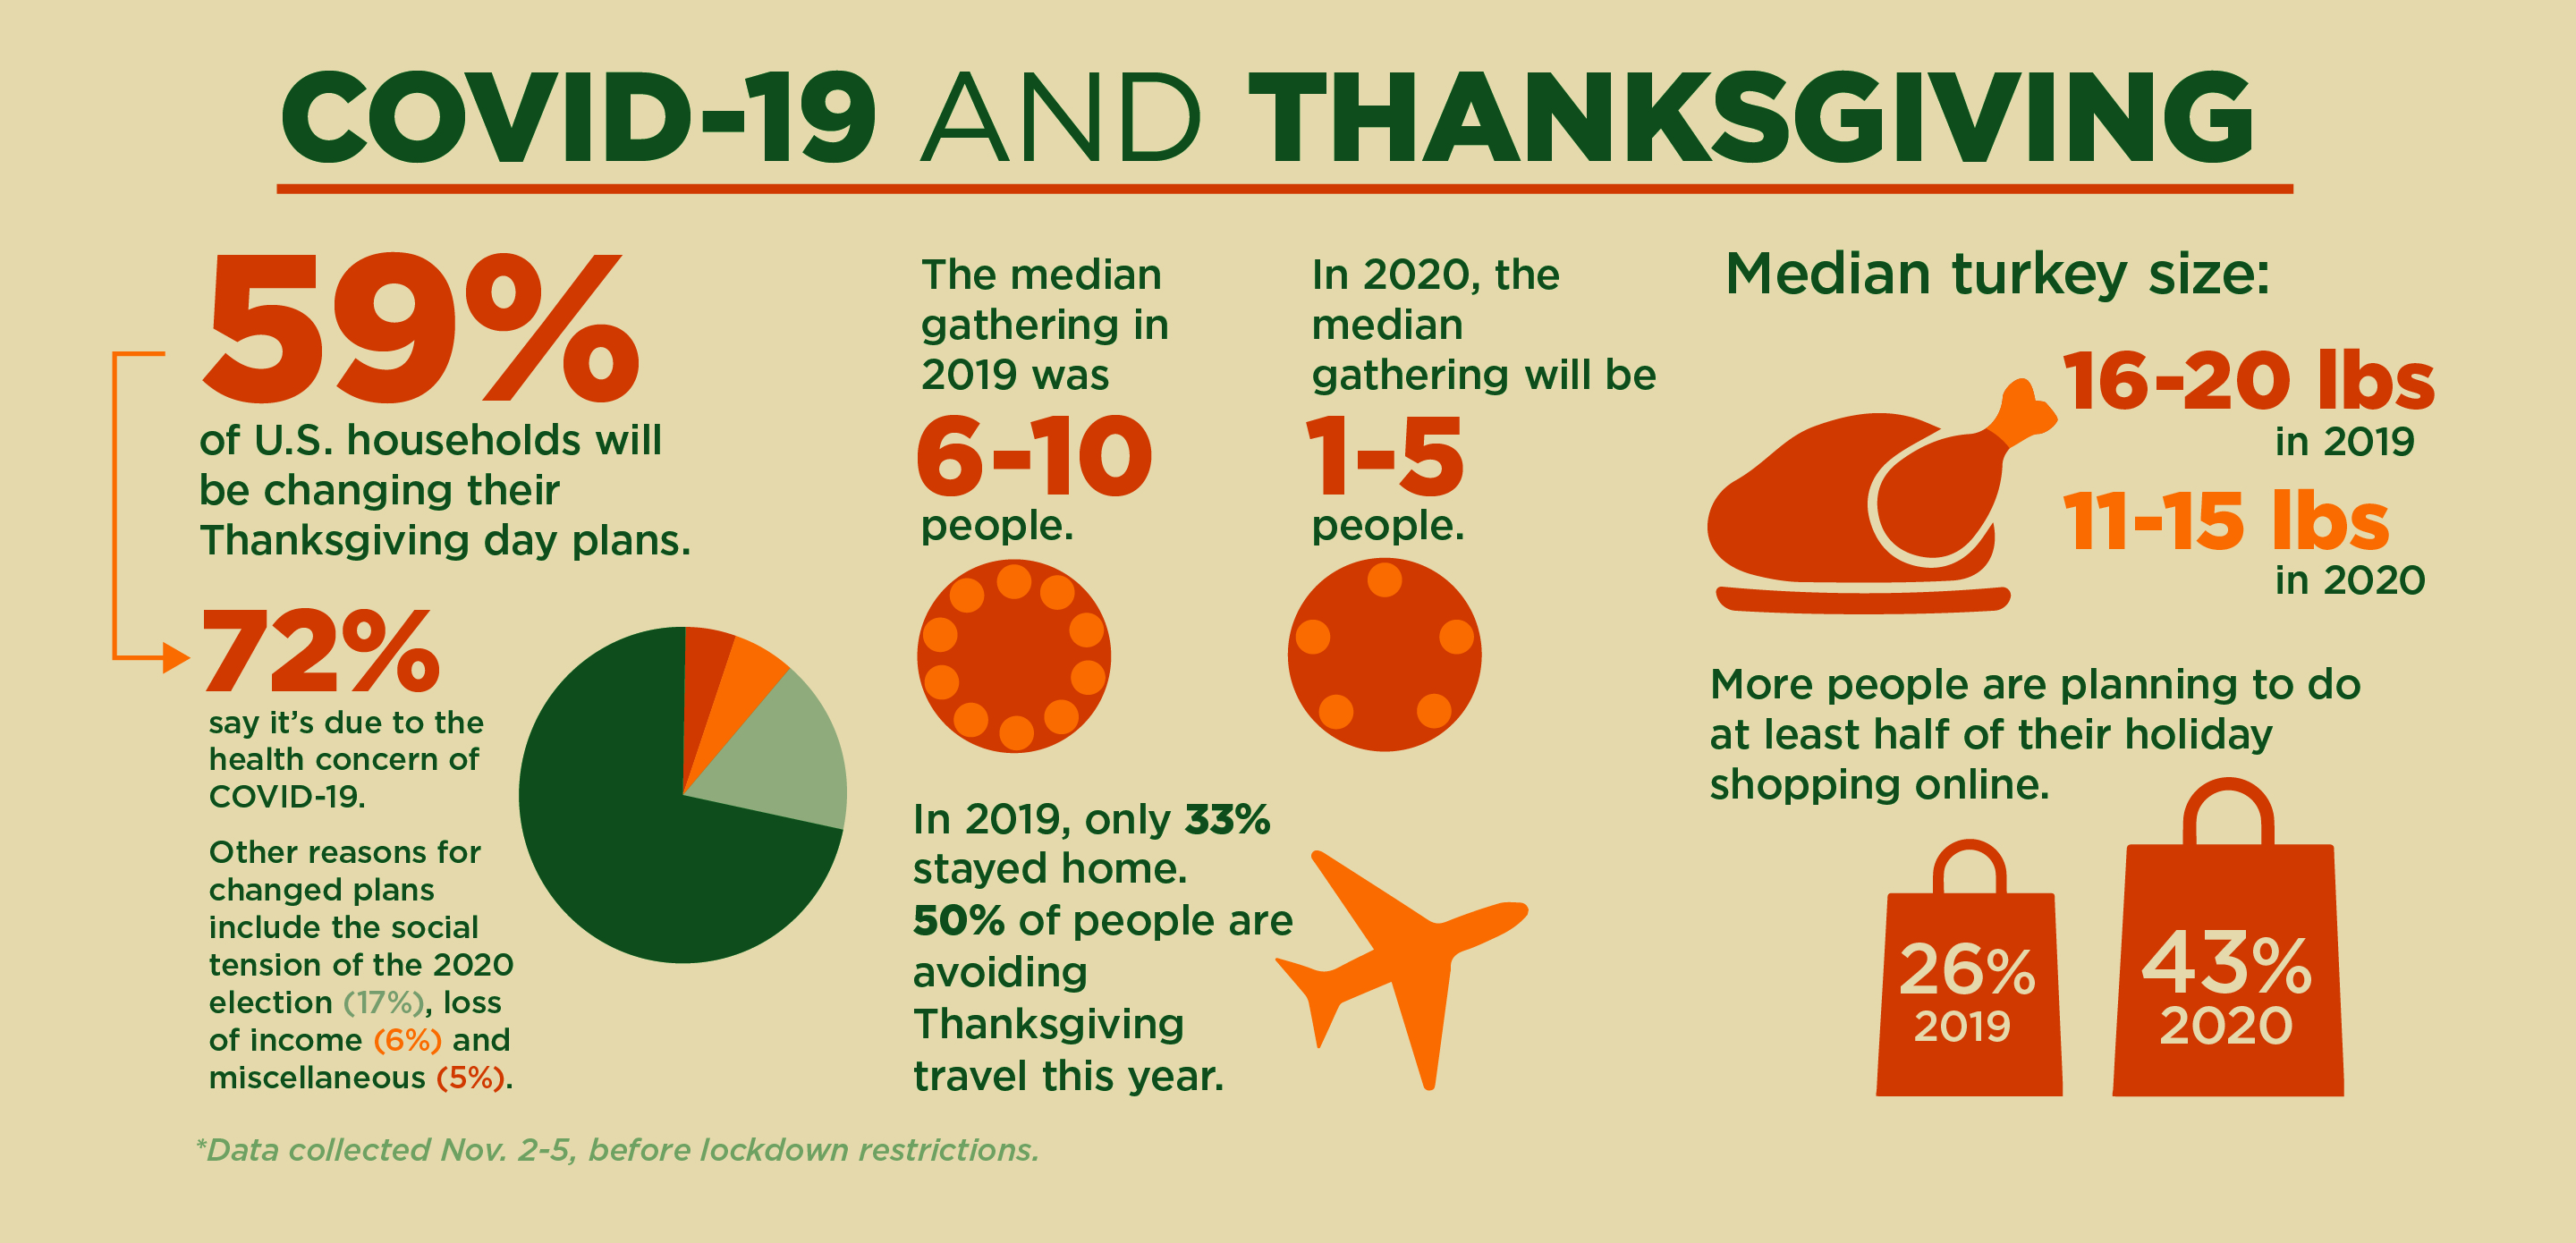 COVID-19 AND THANKSGIVING
59%
of U.S. households will
be changing their
Thanksgiving day plans.
72%
say it's due to the
health concern of
COVID-19.
Other reasons for
changed plans
include the social
tension of the 2020
election (17%), loss
of income (6%) and
miscellaneous (5%).
The median
gathering in
2019 was
6-10
people.
In 2020, the
median
gathering will be
1-5
people.
In 2019, only 33%
stayed home.
50% of people are
avoiding
Thanksgiving
travel this year.
Median turkey size:
16-20 lbs
in 2019
11-15 lbs
in 2020
More people are planning to do
at least half of their holiday
shopping online.
26%
2019
43%
2020
*Data collected Nov. 2-5, before lockdown restrictions.